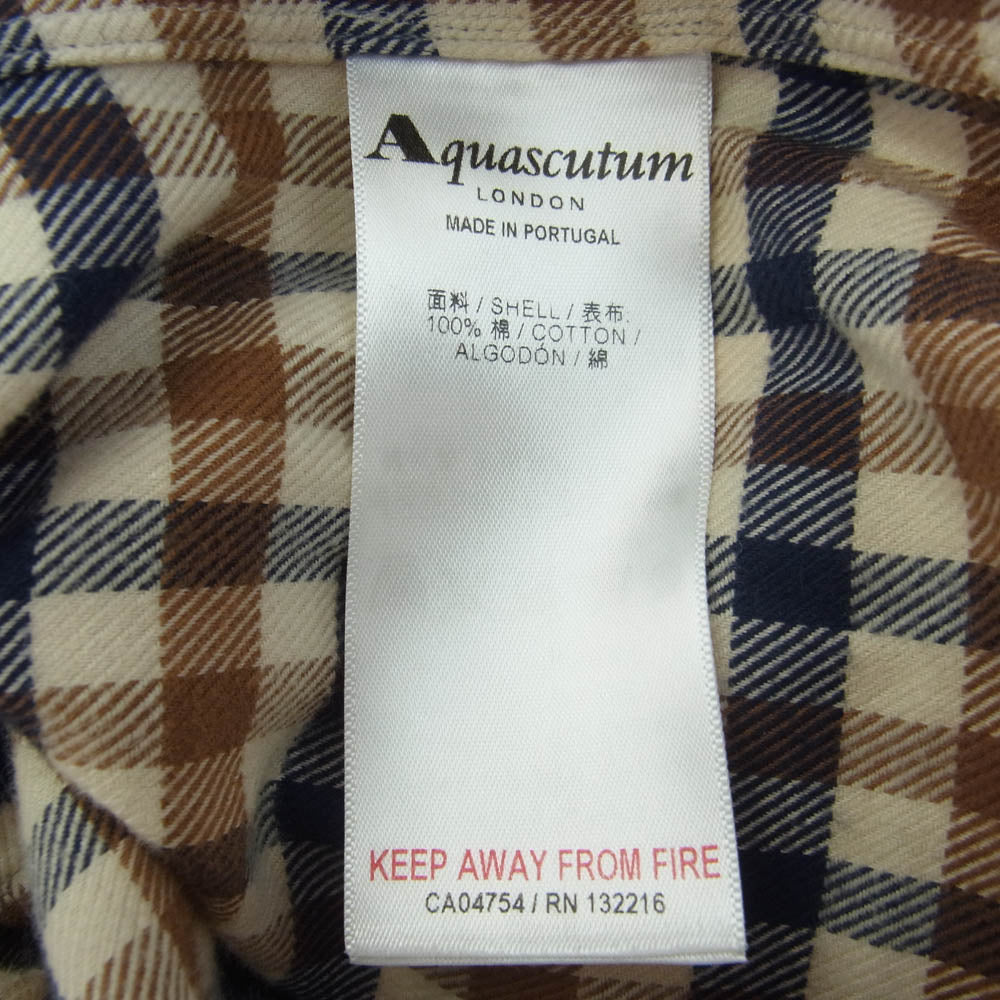 Aquascutum
LONDON
MADE IN PORTUGAL
面料 / SHELL / 表布:
100% 棉 / COTTON /
ALGODÓN / 綿
KEEP AWAY FROM FIRE
CA04754 / RN 132216